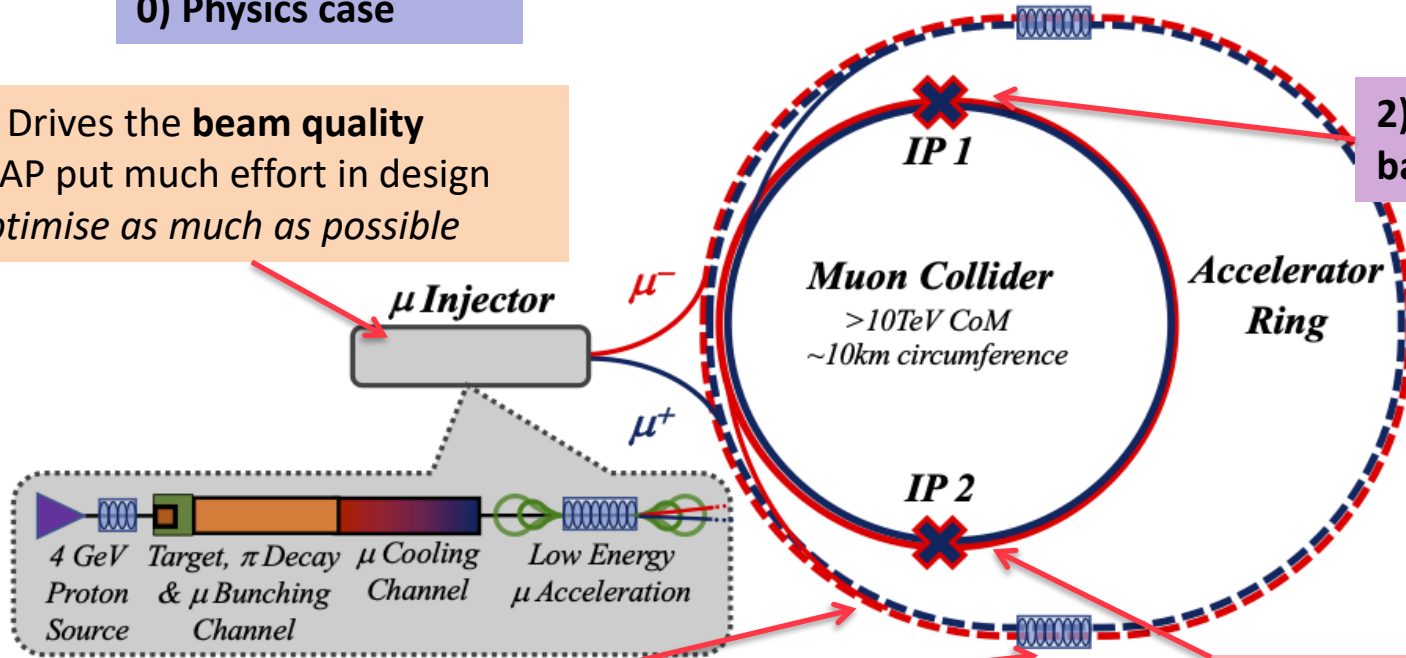 0) Physics case
Drives the beam quality
AP put much effort in design
optimise as much as possible
2)
IP 1
μ Injector
μ−
Muon Collider
>10TeV CoM
~10km circumference
Accelerator
Ring
μ+
IP 2
4 GeV
Proton
Source
Target, π Decay
& μ Bunching
Channel
μ Cooling
Channel
Low Energy
μ Acceleration